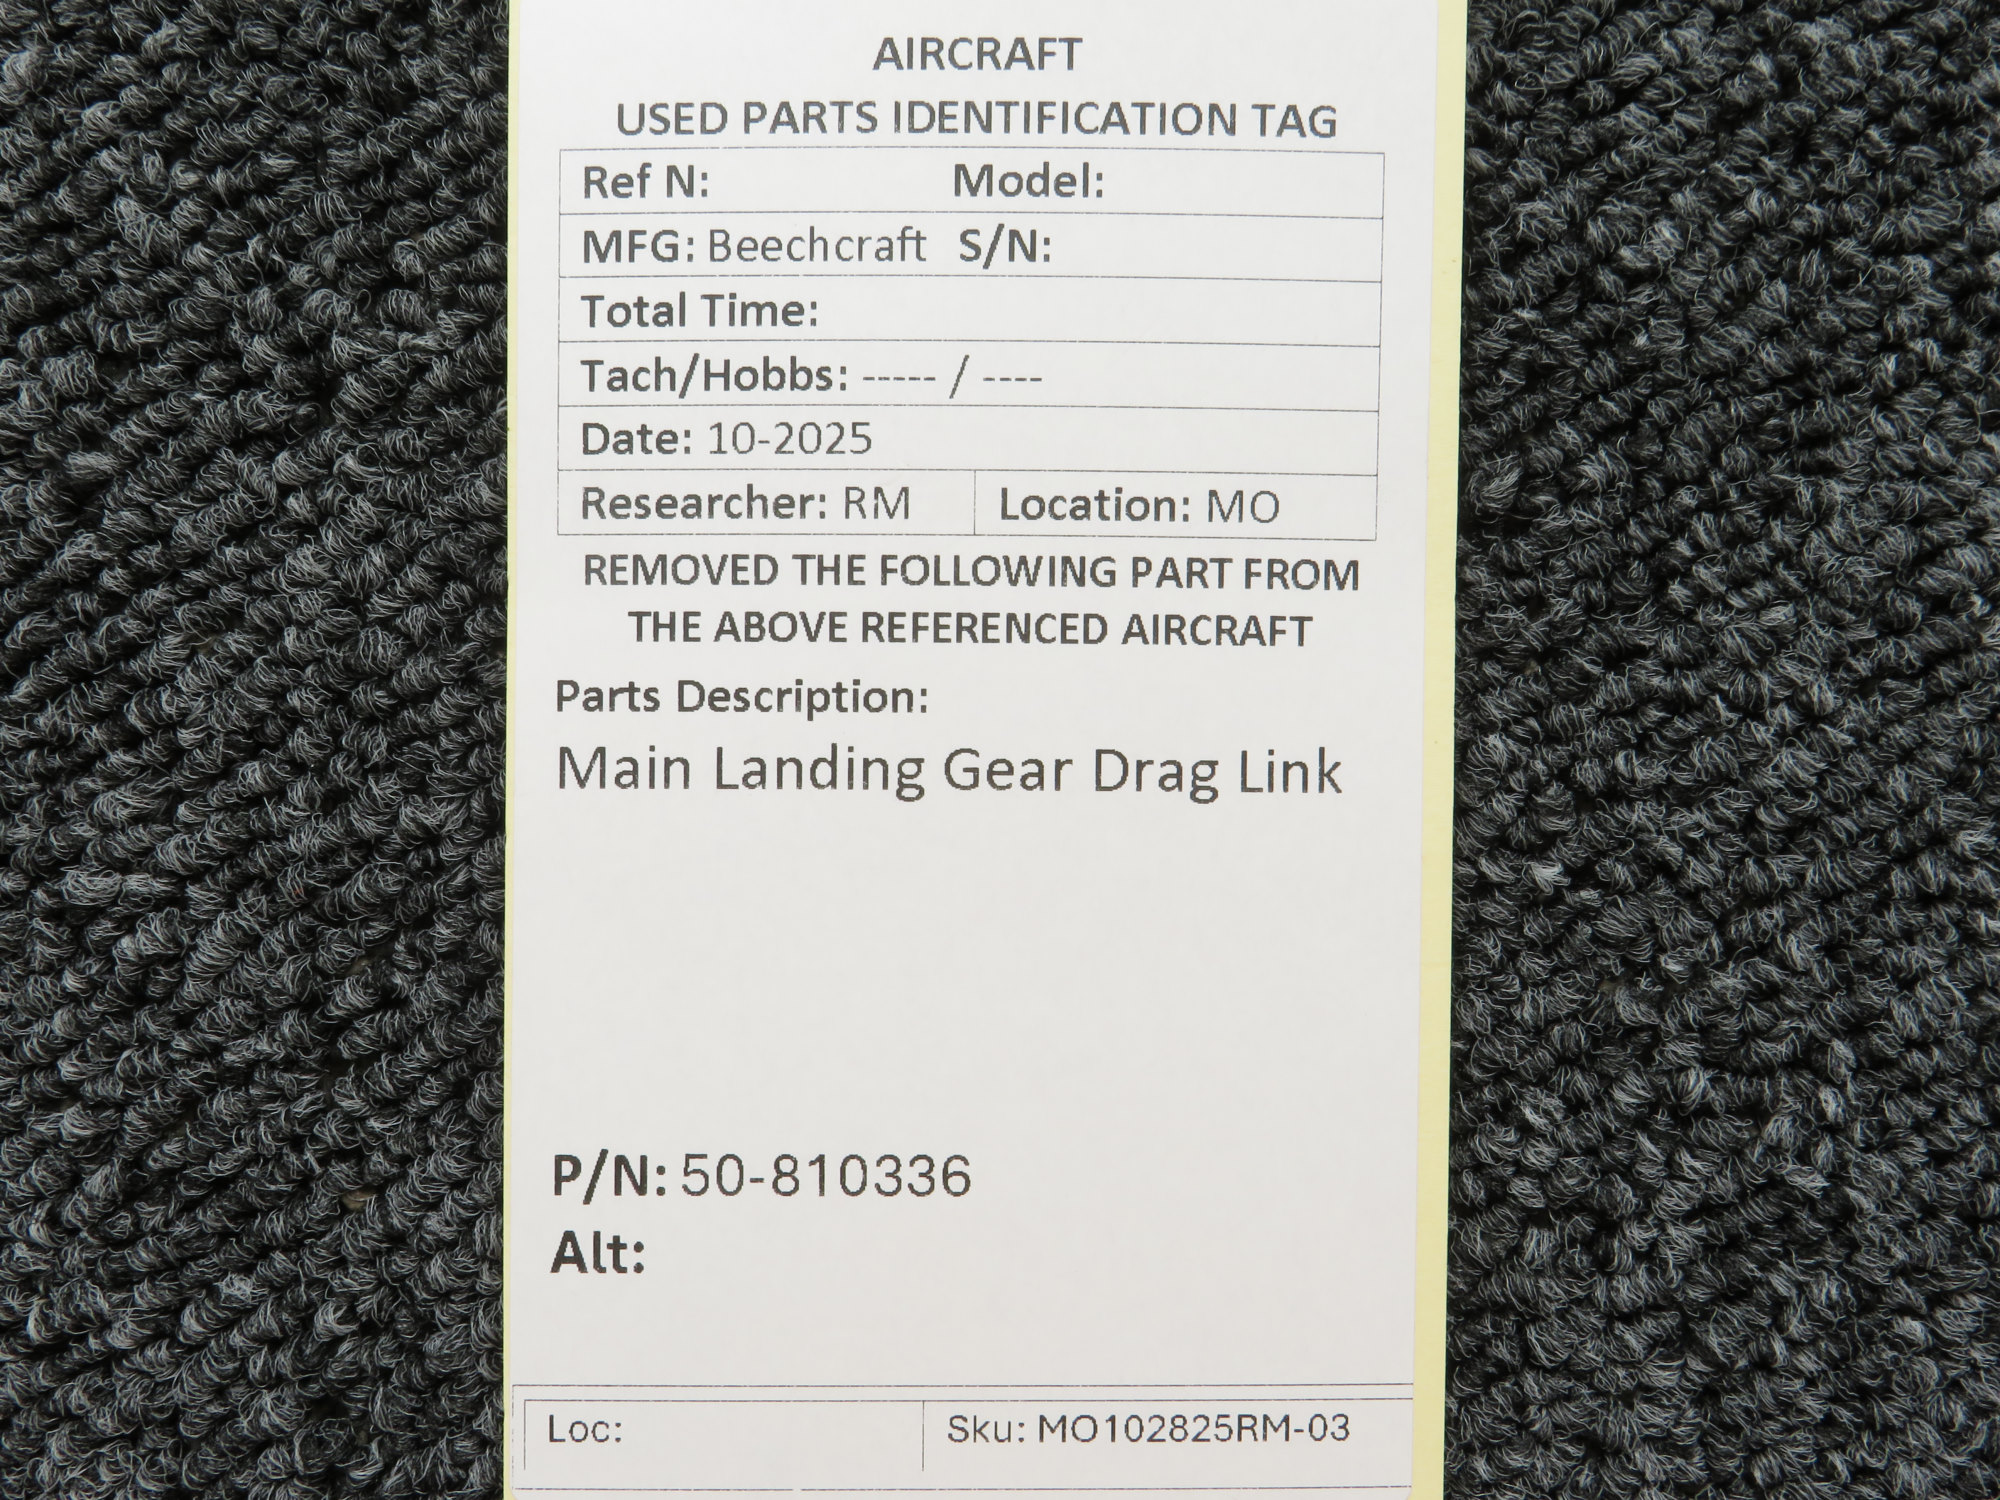 AIRCRAFT
USED PARTS IDENTIFICATION TAG
Ref N: Model:
MFG: Beechcraft S/N:
Total Time:
Tach/Hobbs: ----- / ----
Date: 10-2025
Researcher: RM Location: MO
REMOVED THE FOLLOWING PART FROM
THE ABOVE REFERENCED AIRCRAFT
Parts Description:
Main Landing Gear Drag Link
P/N: 50-810336
Alt:
Loc: Sku: MO102825RM-03